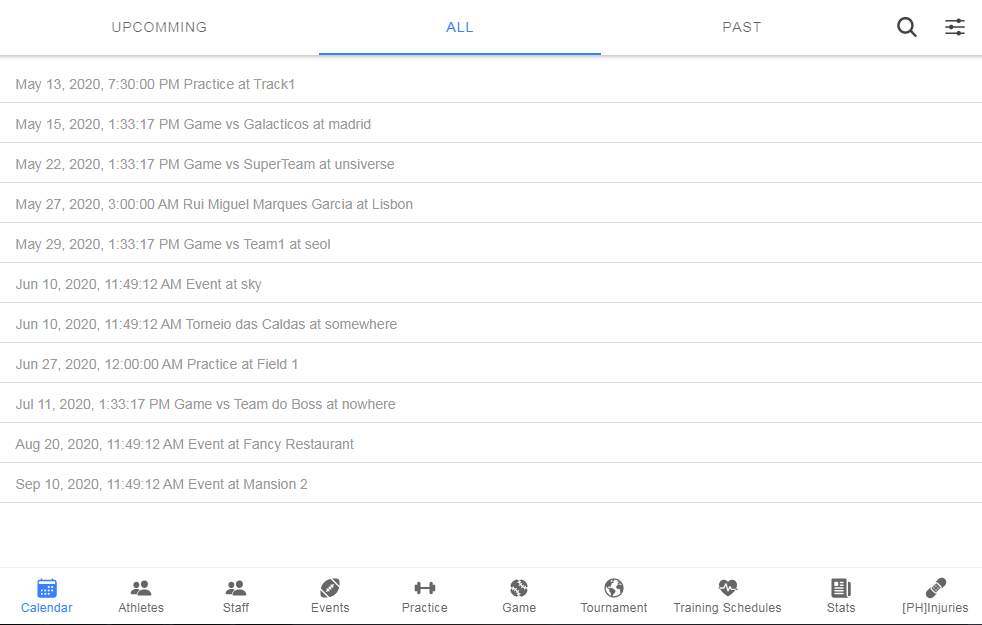 UPCOMMING ALL PAST
May 13, 2020, 7:30:00 PM Practice at Track1
May 15, 2020, 1:33:17 PM Game vs Galacticos at madrid
May 22, 2020, 1:33:17 PM Game vs SuperTeam at unsiverse
May 27, 2020, 3:00:00 AM Rui Miguel Marques Garcia at Lisbon
May 29, 2020, 1:33:17 PM Game vs Team1 at seol
Jun 10, 2020, 11:49:12 AM Event at sky
Jun 10, 2020, 11:49:12 AM Torneio das Caldas at somewhere
Jun 27, 2020, 12:00:00 AM Practice at Field 1
Jul 11, 2020, 1:33:17 PM Game vs Team do Boss at nowhere
Aug 20, 2020, 11:49:12 AM Event at Fancy Restaurant
Sep 10, 2020, 11:49:12 AM Event at Mansion 2
Calendar Athletes Staff Events Practice Game Tournament Training Schedules Stats [PH]Injuries